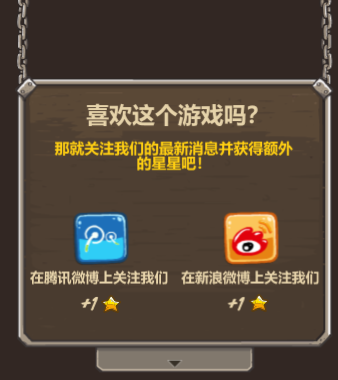 喜欢这个游戏吗？
那就关注我们的最新消息并获得额外
的星星吧！
在腾讯微博上关注我们
在新浪微博上关注我们
+1
+1